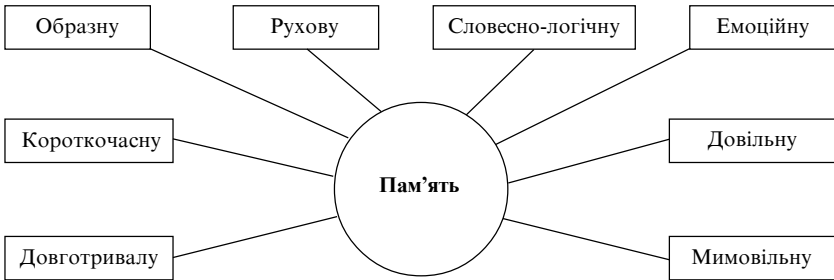 Образну
Рухову
Словесно-логічну
Емоційну
Короткочасну
Пам’ять
Довільну
Довготривалу
Мимовільну